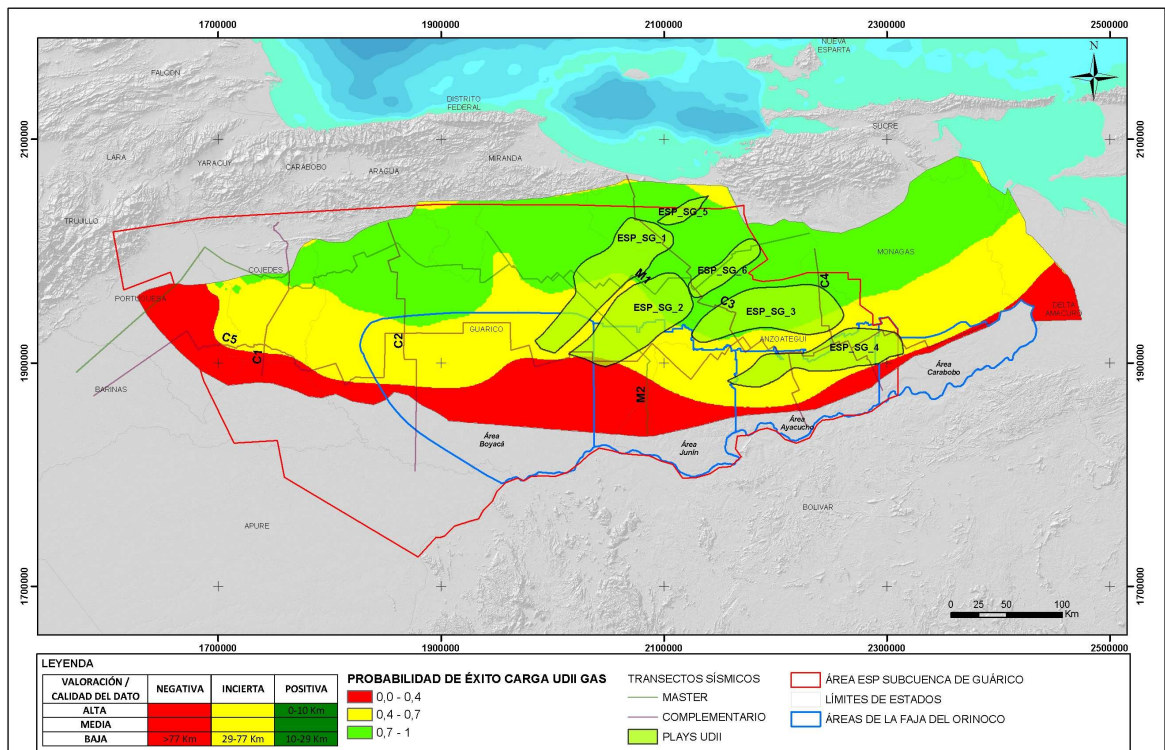 1700000 1900000 2100000 2300000 2500000
NUEVA
ESPARTA
N
FALCON
DISTRITO
FEDERAL
SUCRE
2100000 2100000
LARA
YARACUY
CARABOBO
MIRANDA
ARAGUA
TRUJILLO
ESP_SG_5
ESP_SG_1
MONAGAS
COJEDES
M1
ESP_SG_6
C4
PORTUGUESA
C3
ESP_SG_2
ESP_SG_3
DELTA
AMACURO
GUARICO
C5
C2
ANZOATEGUI
ESP_SG_4
C1
1900000 1900000
Área
Carabobo
BARINAS
M2
Área
Ayacucho
Área
Boyacá
Área
Junín
BOLIVAR
APURE
1700000 1700000
0 25 50 100
Km
1700000 1900000 2100000 2300000 2500000
LEYENDA
VALORACIÓN / CALIDAD DEL DATO NEGATIVA INCIERTA POSITIVA
ALTA 0-10 Km
MEDIA
BAJA >77 Km 29-77 Km 10-29 Km
PROBABILIDAD DE ÉXITO CARGA UDII GAS
0,0 - 0,4
0,4 - 0,7
0,7 - 1
TRANSECTOS SÍSMICOS
MASTER
COMPLEMENTARIO
PLAYS UDII
ÁREA ESP SUBCUENCA DE GUÁRICO
LÍMITES DE ESTADOS
ÁREAS DE LA FAJA DEL ORINOCO